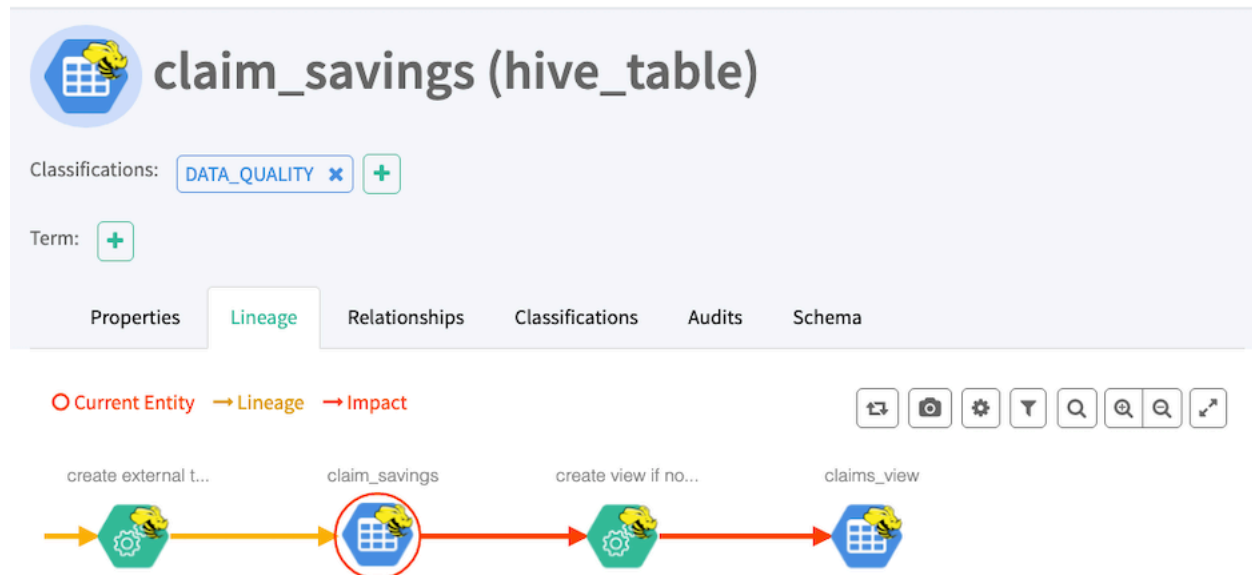 claim_savings (hive_table)
Classifications: DATA_QUALITY
Term:
Properties Lineage Relationships Classifications Audits Schema
Current Entity Lineage Impact
create external t... claim_savings create view if no... claims_view